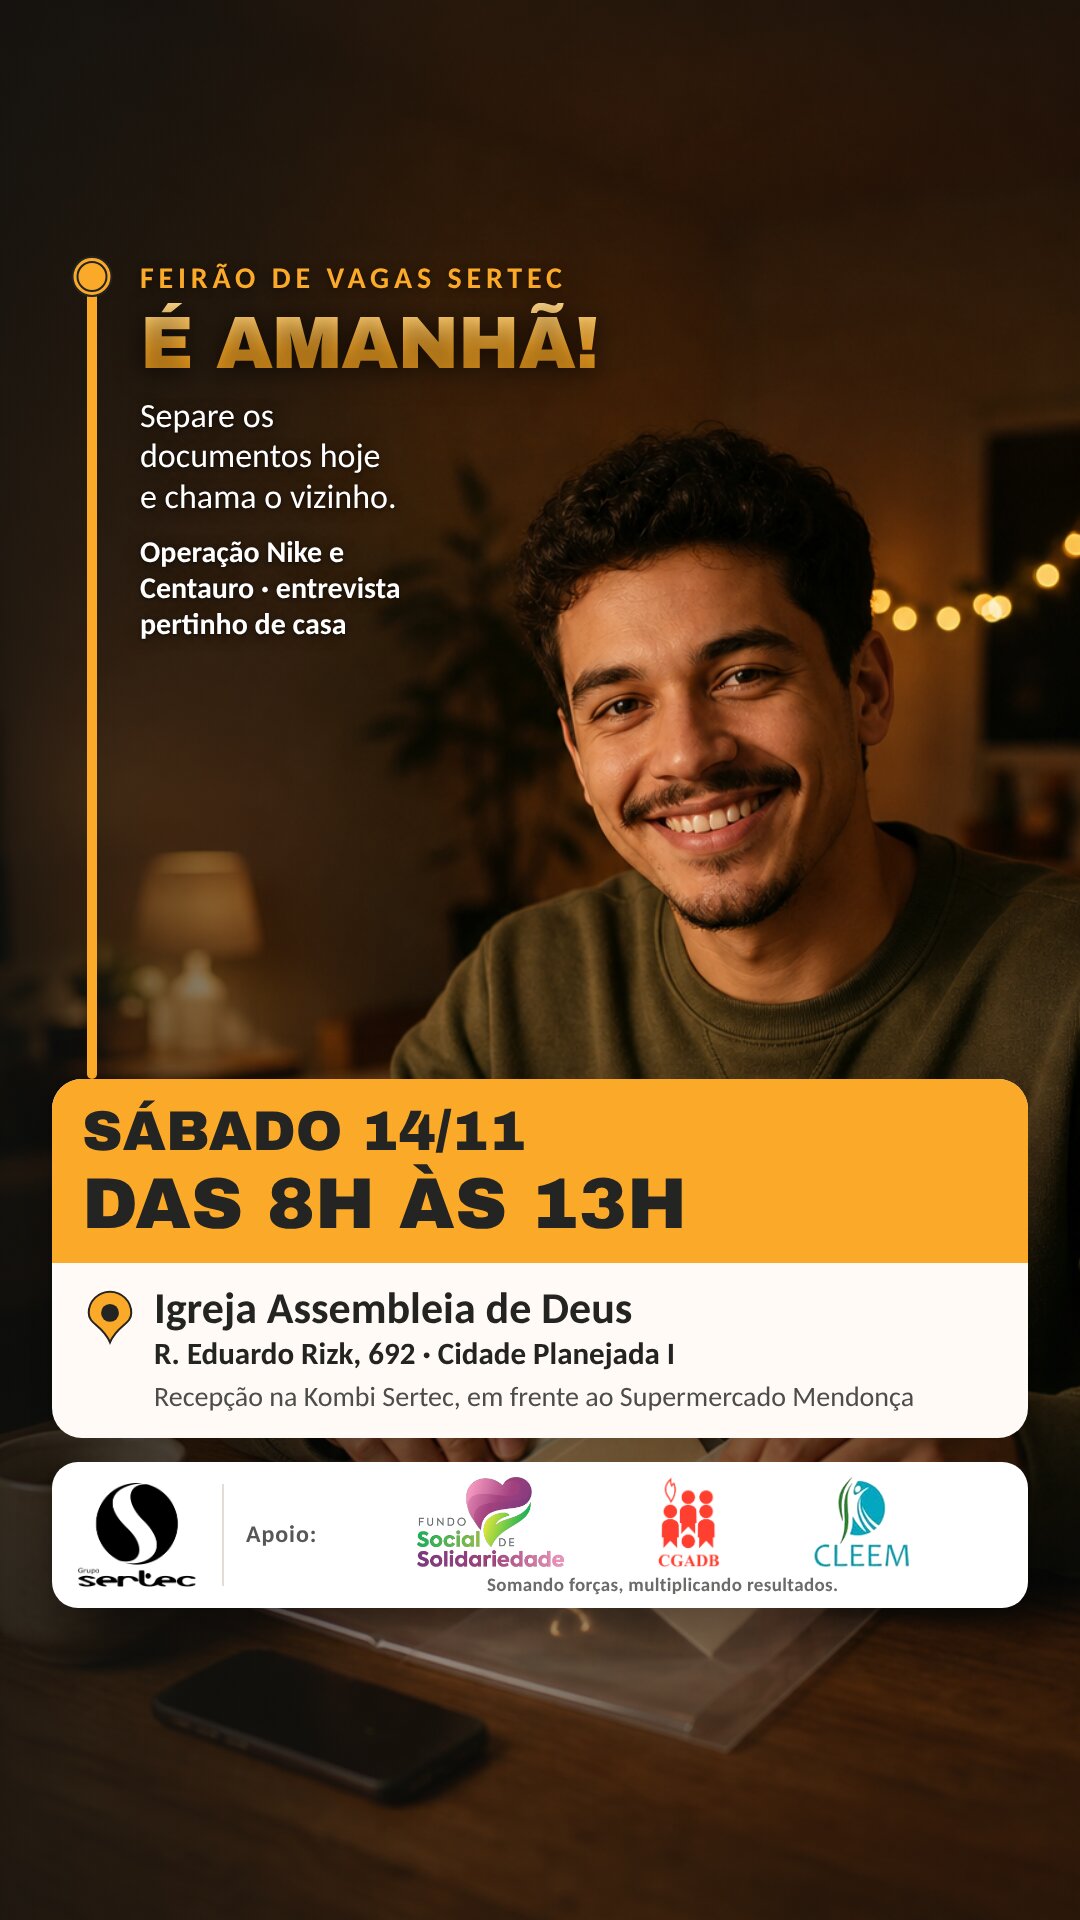 FEIRÃO DE VAGAS SERTEC
É AMANHÃ!
Separe os
documentos hoje
e chama o vizinho.
Operação Nike e
Centauro · entrevista
pertinho de casa
SÁBADO 14/11
DAS 8H ÀS 13H
Igreja Assembleia de Deus
R. Eduardo Rizk, 692 · Cidade Planejada I
Recepção na Kombi Sertec, em frente ao Supermercado Mendonça
Grupo
sertec
Apoio:
FUNDO
Social DE
Solidariedade
CGADB
CLEEM
Somando forças, multiplicando resultados.